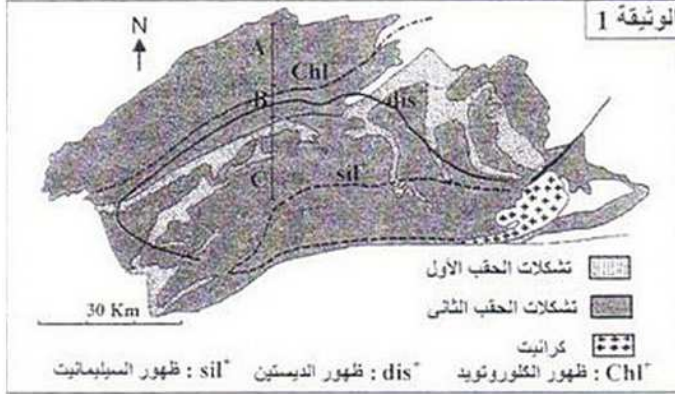 الوثيقة 1
N
A
Chl
B
dis
C
sil
تشكلات الحقب الأول
تشكلات الحقب الثاني
كرانيت
30 Km
Chl⁺ : ظهور الكلوروتويد dis⁺ : ظهور الديستين sil⁺ : ظهور السيليمانيت